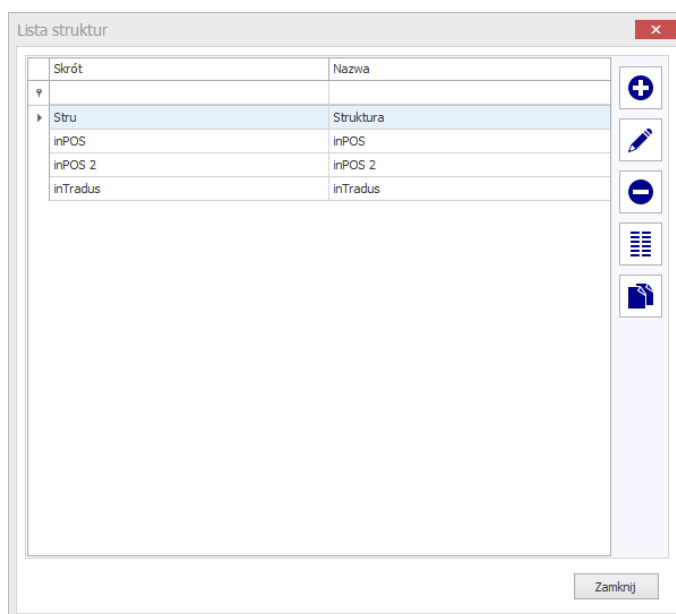 Lista struktur
Skrót Nazwa
Stru Struktura
inPOS inPOS
inPOS 2 inPOS 2
inTradus inTradus
Zamknij